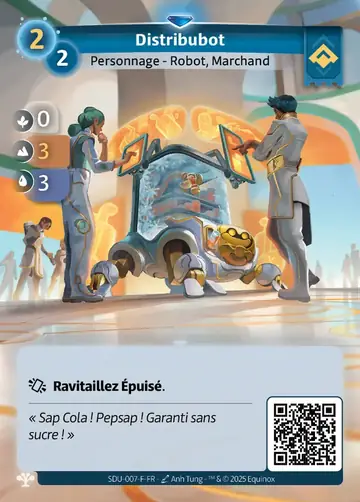 2
Distribubot
2
Personnage - Robot, Marchand
0
3
3
Ravitaillez Épuisé.
« Sap Cola ! Pepsap ! Garanti sans
sucre ! »
SDU-007-F-FR - Anh Tung - ™ & © 2025 Equinox